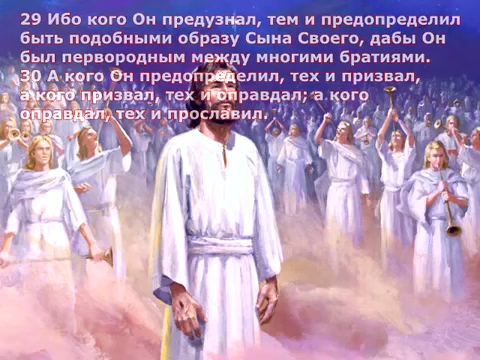 29 Ибо кого Он предузнал, тем и предопределил
быть подобными образу Сына Своего, дабы Он
был первородным между многими братиями.
30 А кого Он предопределил, тех и призвал,
а кого призвал, тех и оправдал; а кого
оправдал, тех и прославил.